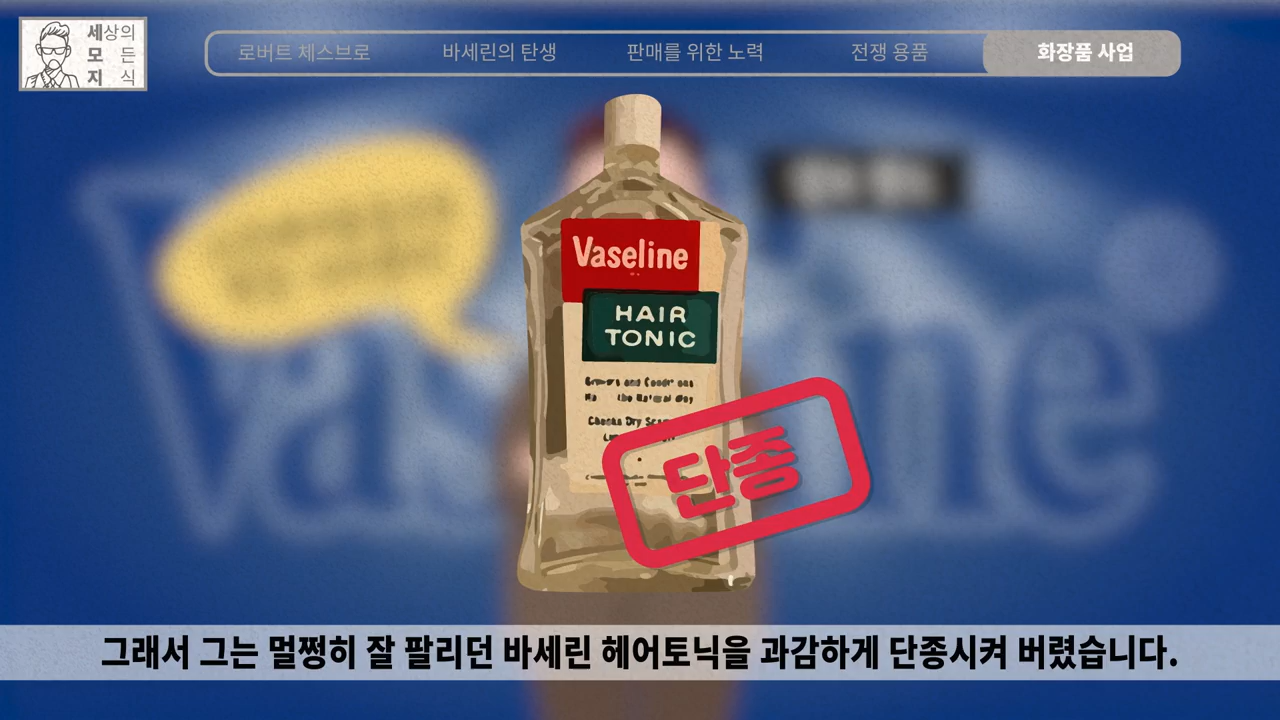 세상의
모 든
지 식
로버트 체스브로
바세린의 탄생
판매를 위한 노력
전쟁 용품
화장품 사업
Vaseline
HAIR
TONIC
and
the
Dry
단종
그래서 그는 멀쩡히 잘 팔리던 바세린 헤어토닉을 과감하게 단종시켜 버렸습니다.